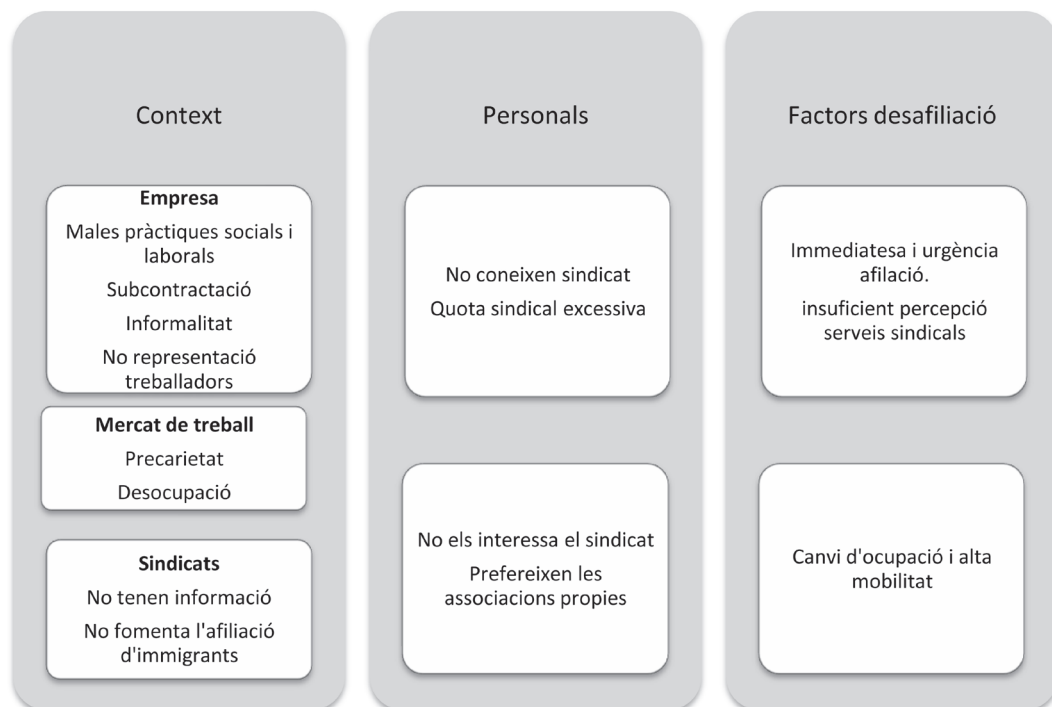 Context
Empresa
Males pràctiques socials i
laborals
Subcontractació
Informalitat
No representació
treballadors
Mercat de treball
Precarietat
Desocupació
Sindicats
No tenen informació
No fomenta l'afiliació
d'immigrants
Personals
No coneixen sindicat
Quota sindical excessiva
No els interessa el sindicat
Prefereixen les
associacions propies
Factors desafiliació
Immediatesa i urgència
afilació.
insuficient percepció
serveis sindicals
Canvi d'ocupació i alta
mobilitat